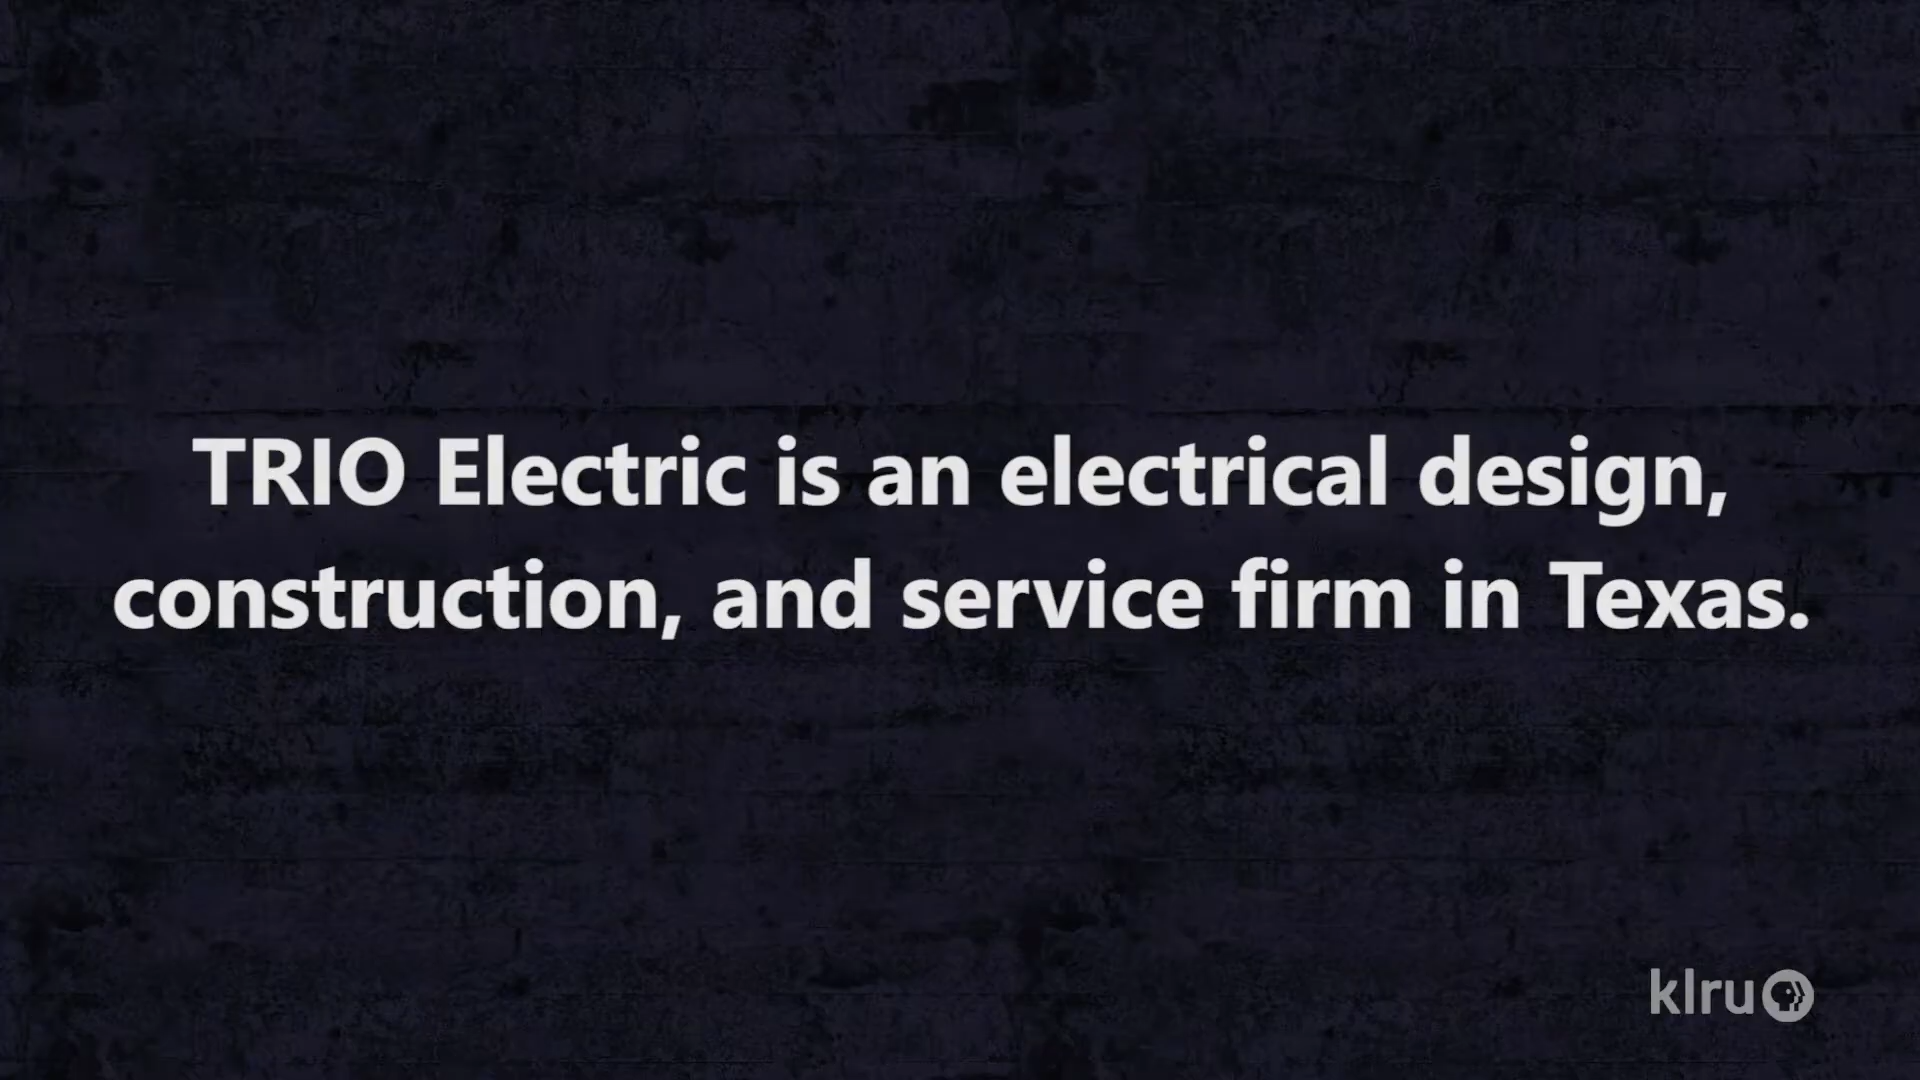 TRIO Electric is an electrical design,
construction, and service firm in Texas.
klru